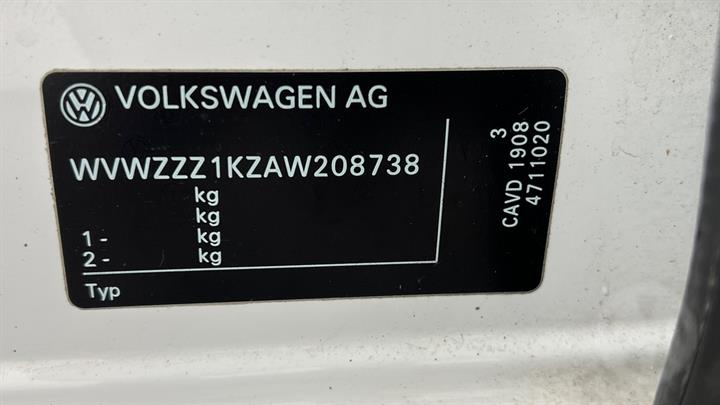 VOLKSWAGEN AG
WVWZZZ1KZAW208738
kg
kg
1 - kg
2 - kg
Typ
3
CAVD 1908
4711020